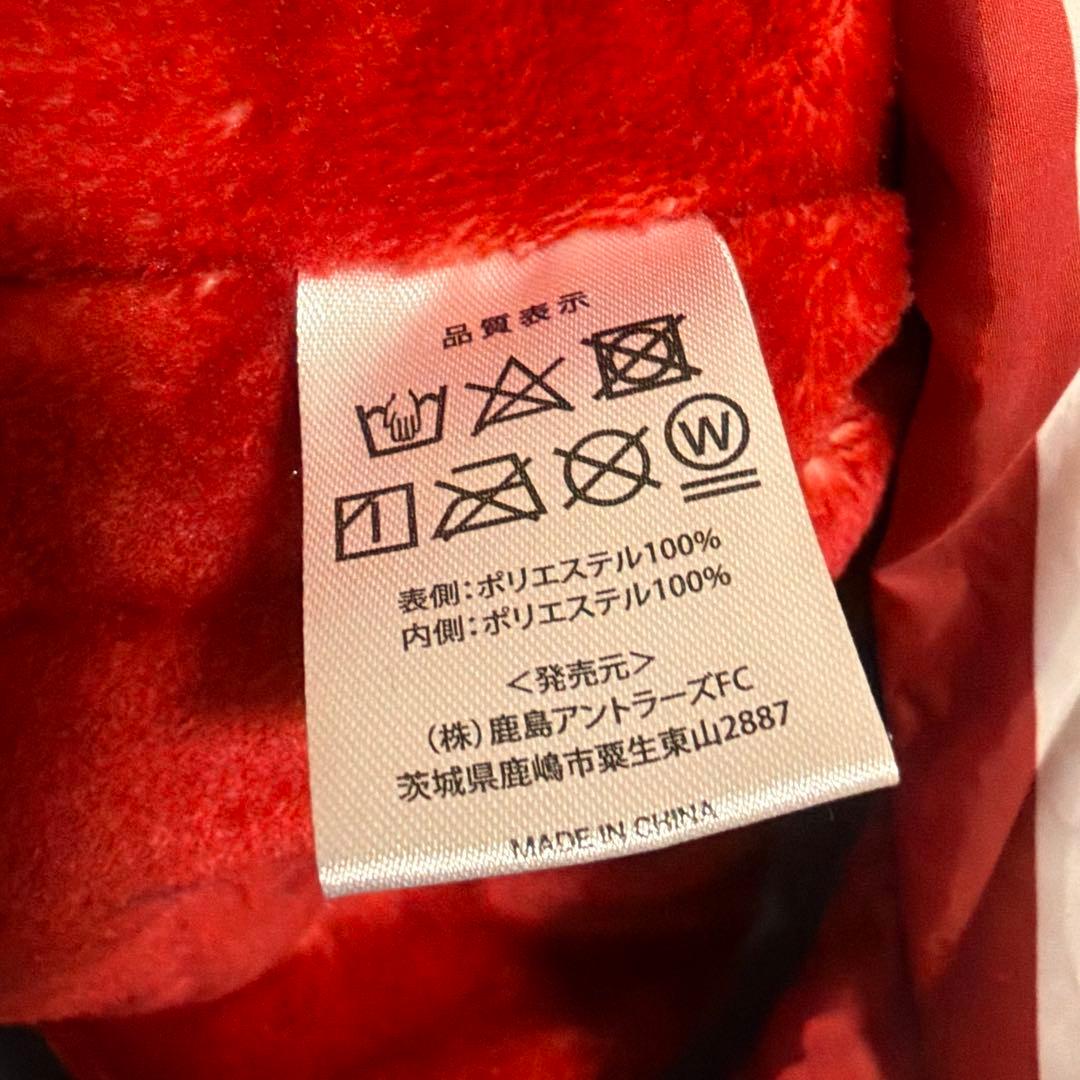 品質表示
W
表側：ポリエステル100%
内側：ポリエステル100%
＜発売元＞
（株）鹿島アントラーズFC
茨城県鹿嶋市粟生東山2887
MADE IN CHINA